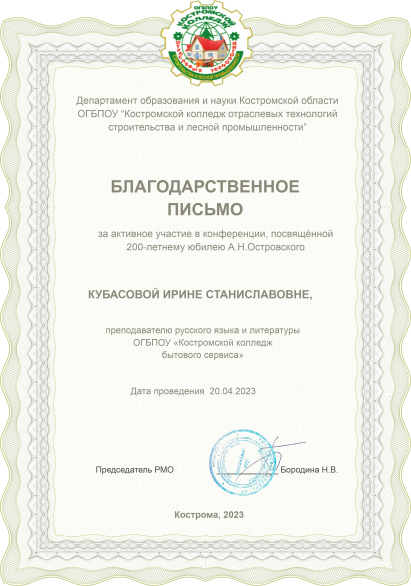 ОГБПОУ
КОСТРОМСКОЙ
КОЛЛЕДЖ
Департамент образования и науки Костромской области
ОГБПОУ "Костромской колледж отраслевых технологий
строительства и лесной промышленности"
БЛАГОДАРСТВЕННОЕ
ПИСЬМО
за активное участие в конференции, посвящённой
200-летнему юбилею А.Н.Островского
КУБАСОВОЙ ИРИНЕ СТАНИСЛАВОВНЕ,
преподавателю русского языка и литературы
ОГБПОУ «Костромской колледж
бытового сервиса»
Дата проведения 20.04.2023
Председатель РМО
Бородина Н.В.
Кострома, 2023